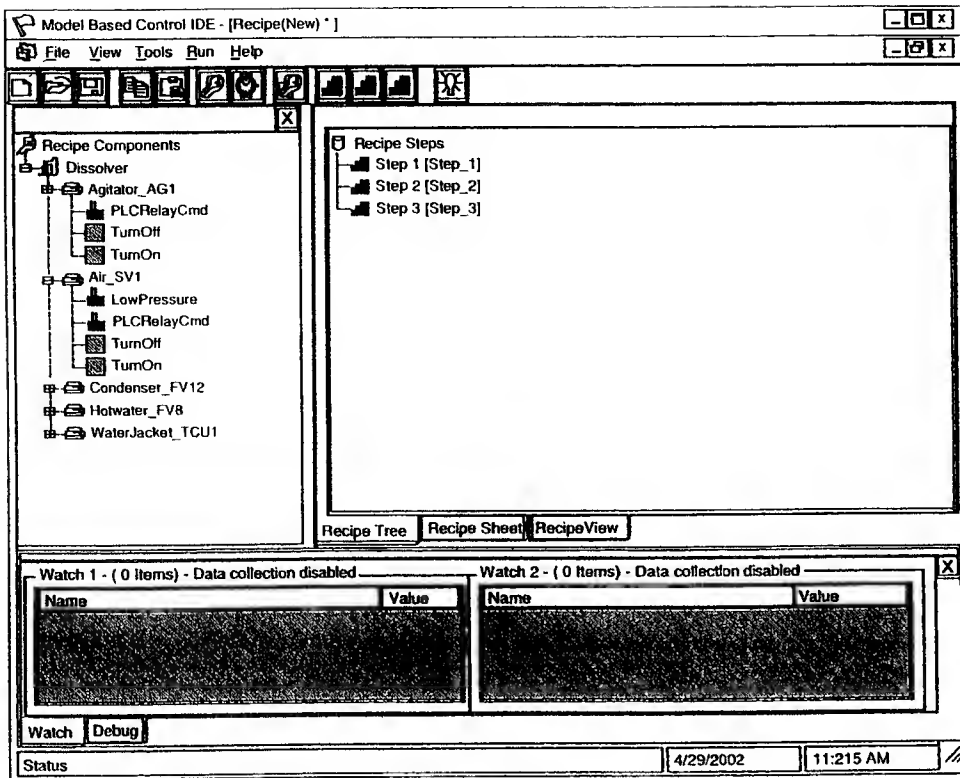 Model Based Control IDE - [Recipe(New) * ]
File View Tools Run Help
Recipe Components
Dissolver
Agitator_AG1
PLCRelayCmd
TurnOff
TurnOn
Air_SV1
LowPressure
PLCRelayCmd
TurnOff
TurnOn
Condenser_FV12
Hotwater_FV8
WaterJacket_TCU1
Recipe Steps
Step 1 [Step_1]
Step 2 [Step_2]
Step 3 [Step_3]
Recipe Tree Recipe Sheet RecipeView
Watch 1 - ( 0 Items) - Data collection disabled
Name Value
Watch 2 - ( 0 Items) - Data collection disabled
Name Value
Watch Debug
Status 4/29/2002 11:215 AM